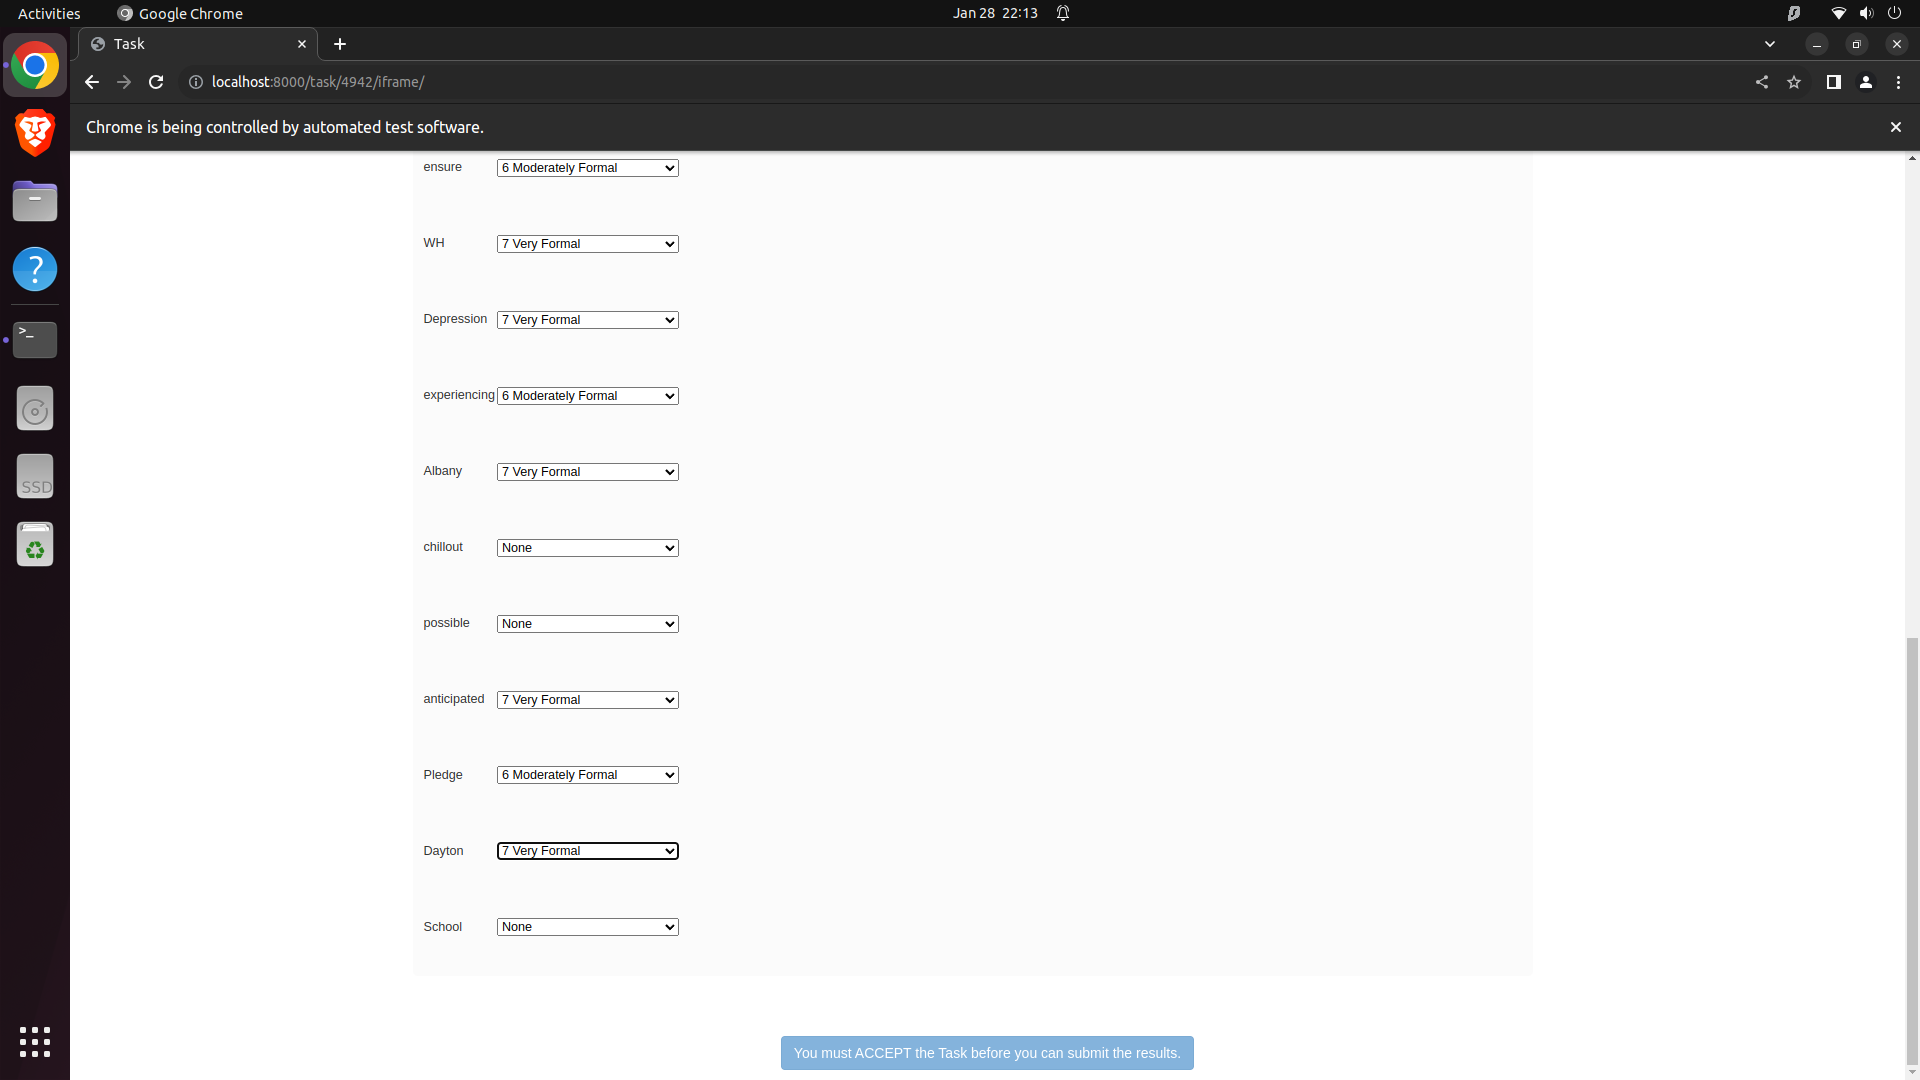 Activities
Google Chrome
Jan 28 22:13
Task
localhost:8000/task/4942/iframe/
Chrome is being controlled by automated test software.
ensure 6 Moderately Formal
WH 7 Very Formal
Depression 7 Very Formal
experiencing 6 Moderately Formal
Albany 7 Very Formal
chillout None
possible None
anticipated 7 Very Formal
Pledge 6 Moderately Formal
Dayton 7 Very Formal
School None
You must ACCEPT the Task before you can submit the results.
>_
?
SSD